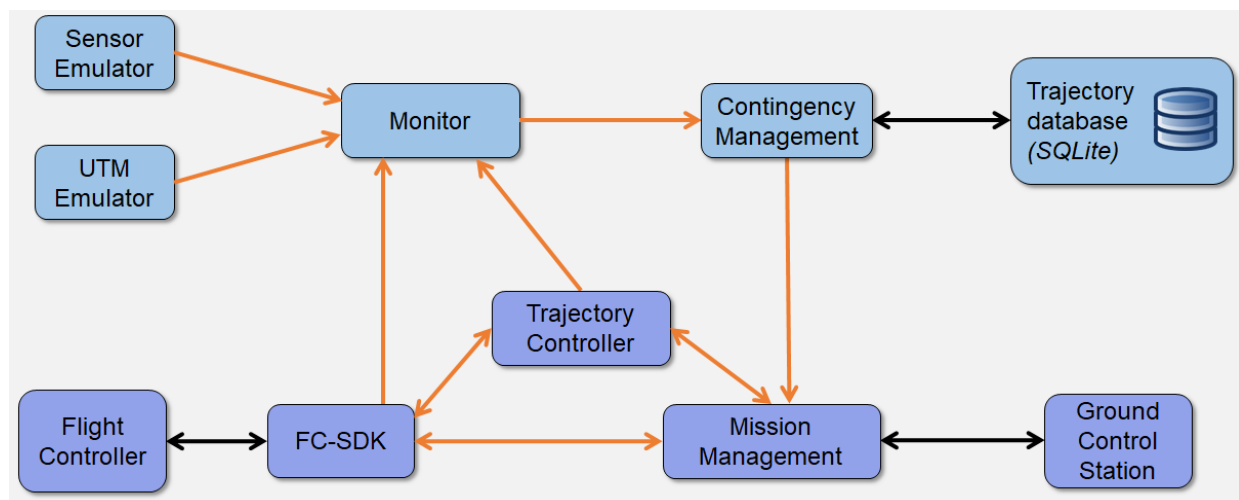 Sensor
Emulator
Monitor
Contingency
Management
Trajectory
database
(SQLite)
UTM
Emulator
Trajectory
Controller
Flight
Controller
FC-SDK
Mission
Management
Ground
Control
Station